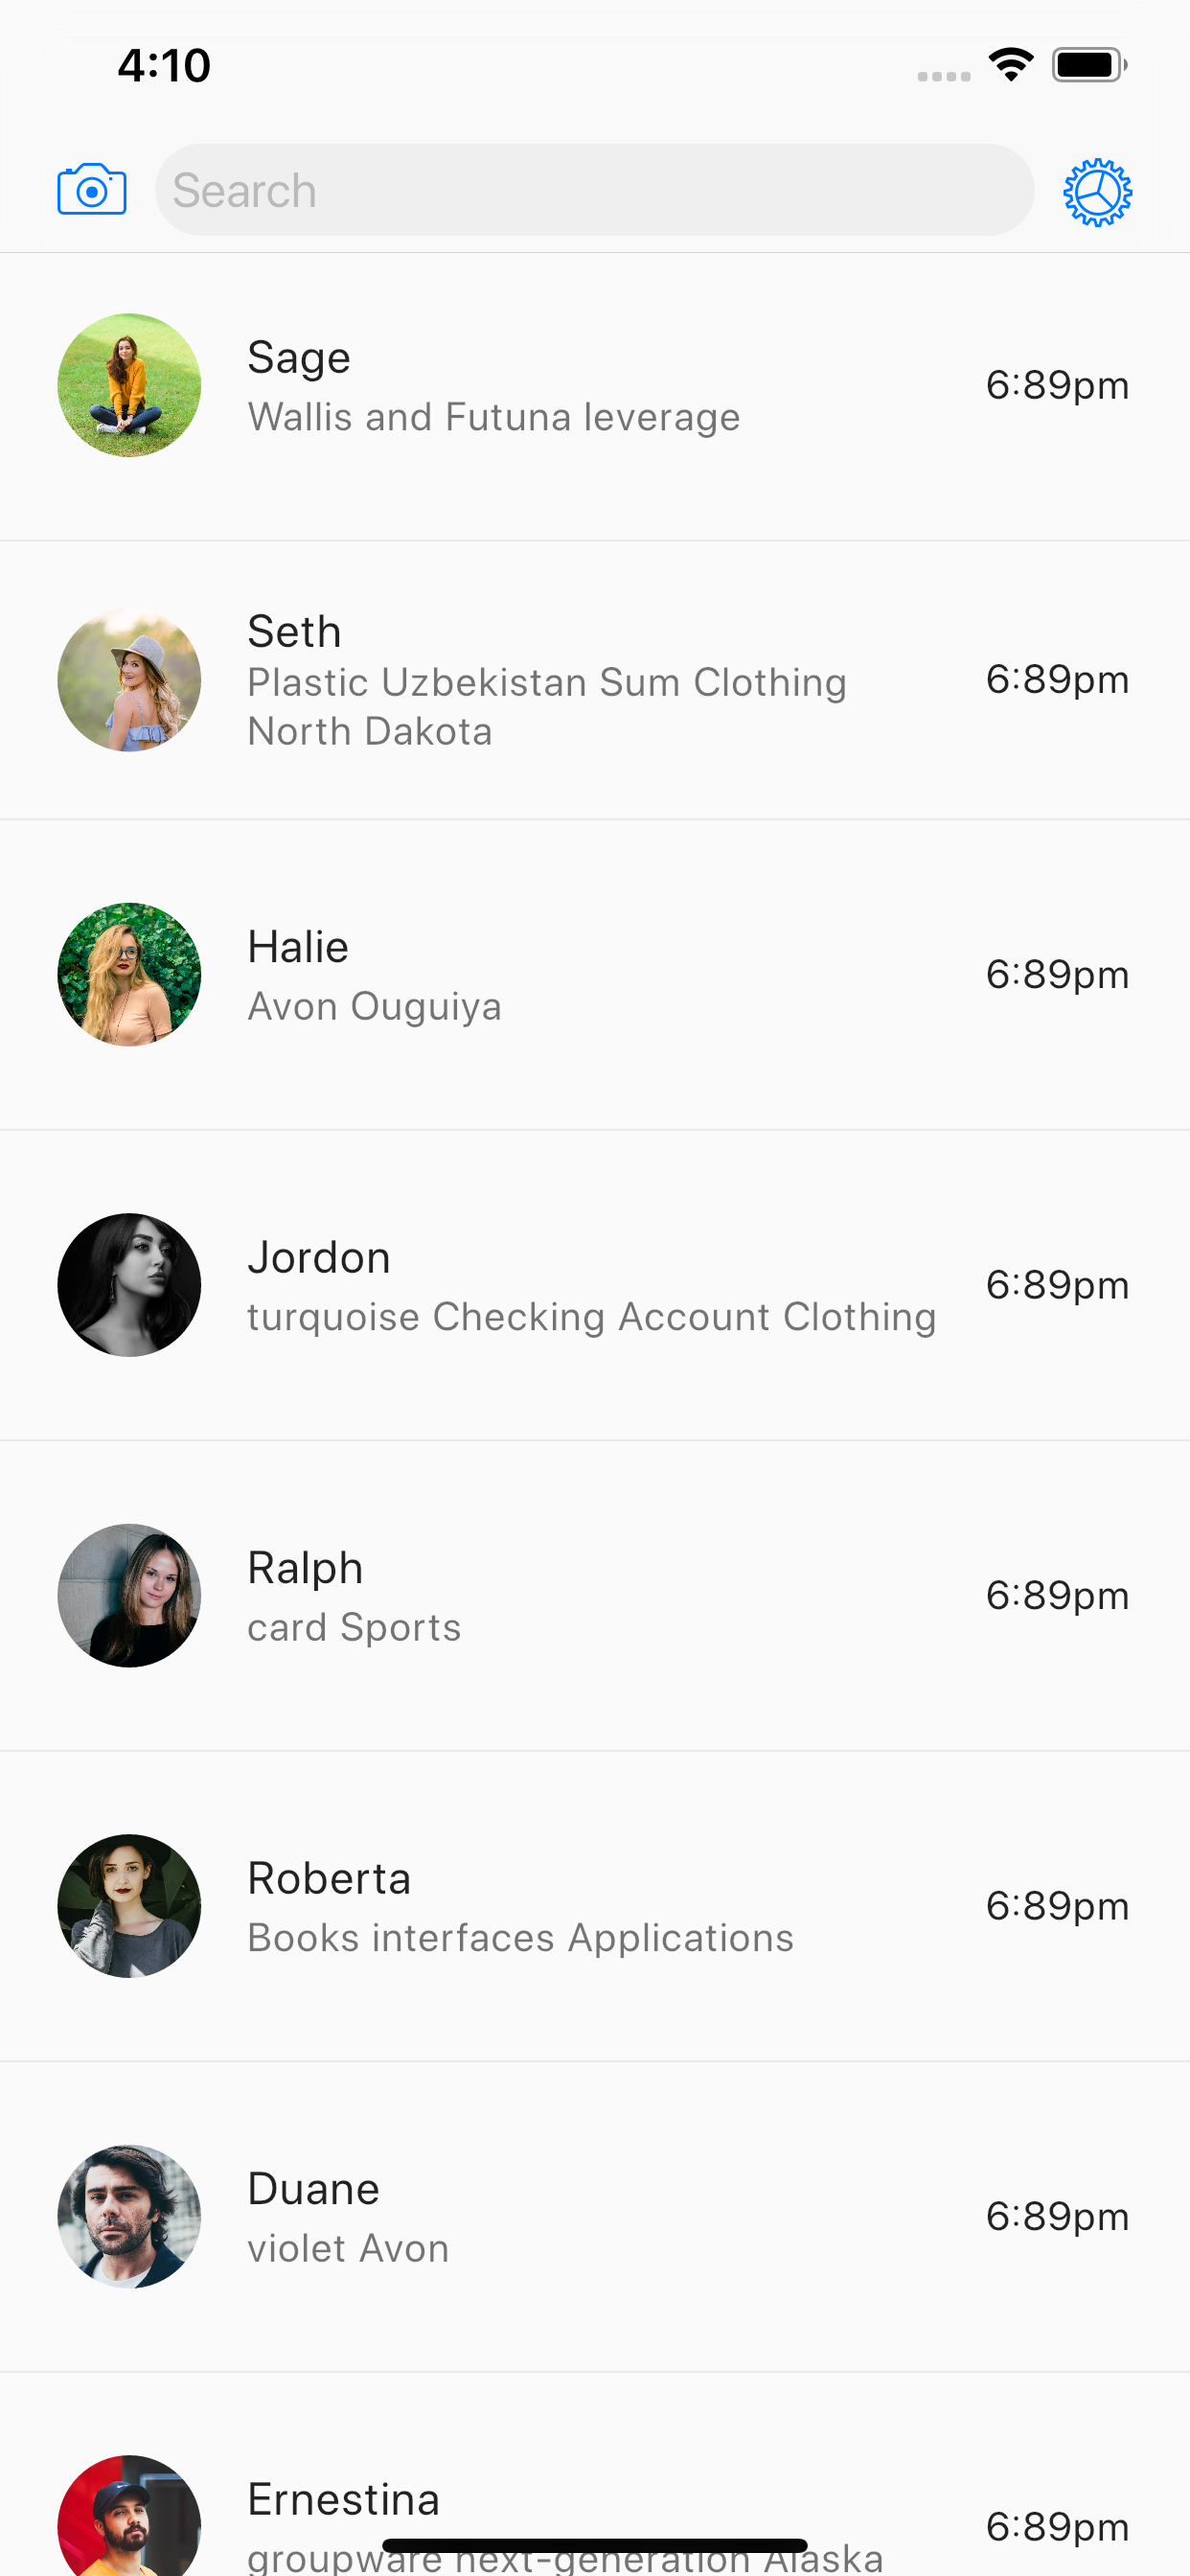 4:10
Search
Sage
Wallis and Futuna leverage
6:89pm
Seth
Plastic Uzbekistan Sum Clothing
North Dakota
6:89pm
Halie
Avon Ouguiya
6:89pm
Jordon
turquoise Checking Account Clothing
6:89pm
Ralph
card Sports
6:89pm
Roberta
Books interfaces Applications
6:89pm
Duane
violet Avon
6:89pm
Ernestina
groupware next-generation Alaska
6:89pm